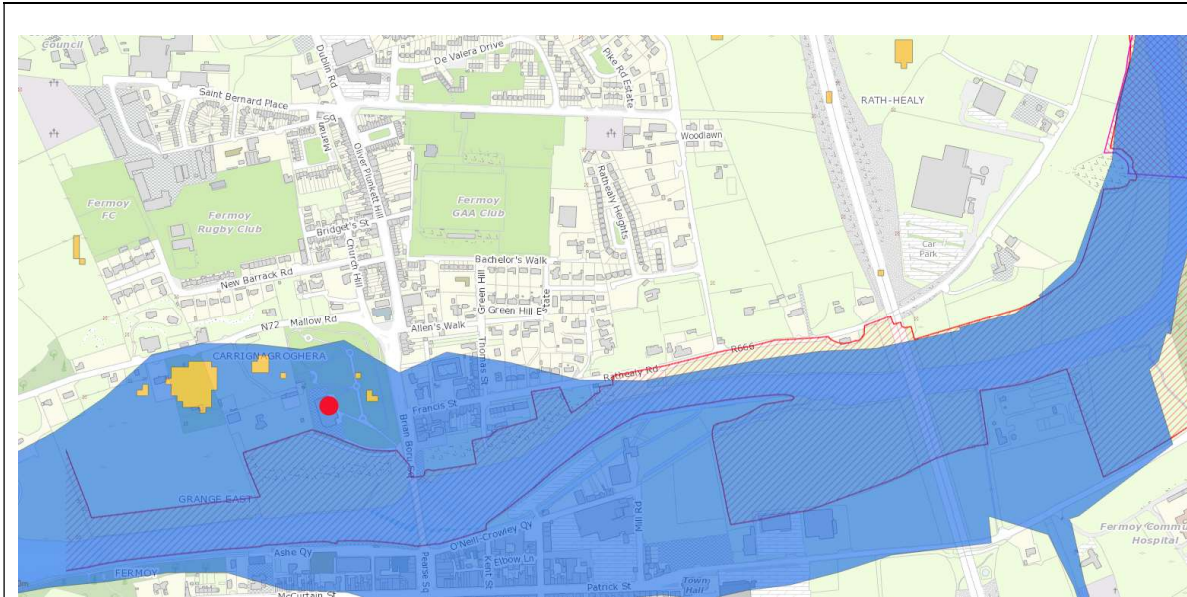 Council
Dublin Rd
De Valera Drive
Pike Rd
Estate
Saint Bernard Place
RATH-HEALY
Woodlawn
Oliver Plunkett Hill
Fermoy
FC
Fermoy
Rugby Club
Fermoy
GAA Club
Rathealy Heights
Bridget's St
Church Hill
Car
Park
Bachelor's Walk
New Barrack Rd
Green Hill
Green Hill E
state
N72
Mallow Rd
Allen's Walk
CARRIGNAGROGHERA
Thomas St
R666
Rathealy Rd
Francis St
Brian Boru Sq
GRANGE EAST
Mill Rd
O'Neill-Crowley Qy
Fermoy Commu
Hospital
Ashe Qy
Pearse Sq
Kent St
Elbow Ln
FERMOY
Patrick St
Town
Hall
McCurtain St